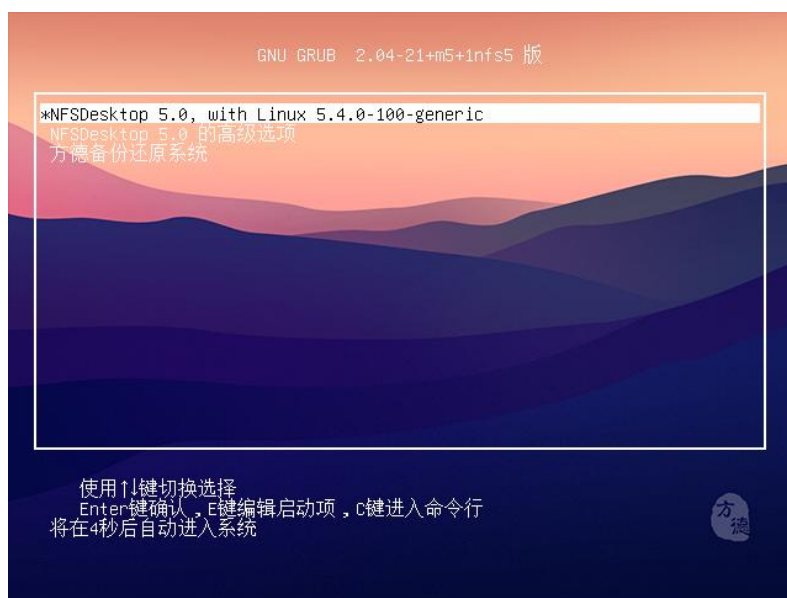 GNU GRUB  2.04-21+m5+1nfs5 版
*NFSDesktop 5.0, with Linux 5.4.0-100-generic
NFSDesktop 5.0 的高级选项
方德备份还原系统
使用↑↓键切换选择
Enter键确认，E键编辑启动项，C键进入命令行
将在4秒后自动进入系统
方德